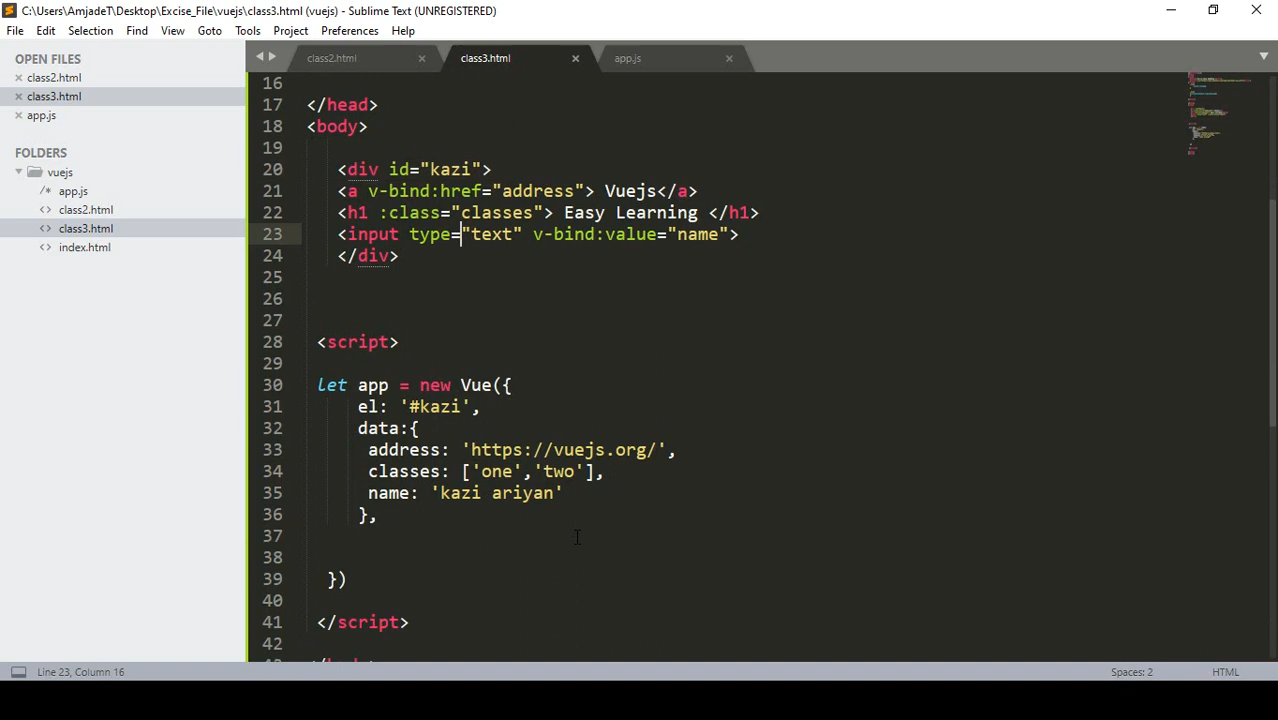 C:\Users\AmjadeT\Desktop\Excise_File\vuejs\class3.html (vuejs) - Sublime Text (UNREGISTERED)
File Edit Selection Find View Goto Tools Project Preferences Help
OPEN FILES
class2.html
class3.html
app.js
FOLDERS
vuejs
/* app.js
<> class2.html
<> class3.html
<> index.html
class2.html class3.html app.js
16
17 </head>
18 <body>
19
20 <div id="kazi">
21 <a v-bind:href="address"> Vuejs</a>
22 <h1 :class="classes"> Easy Learning </h1>
23 <input type="text" v-bind:value="name">
24 </div>
25
26
27
28 <script>
29
30 let app = new Vue({
31 el: '#kazi',
32 data:{
33 address: 'https://vuejs.org/',
34 classes: ['one','two'],
35 name: 'kazi ariyan'
36 },
37
38
39 })
40
41 </script>
42
Line 23, Column 16 Spaces: 2 HTML